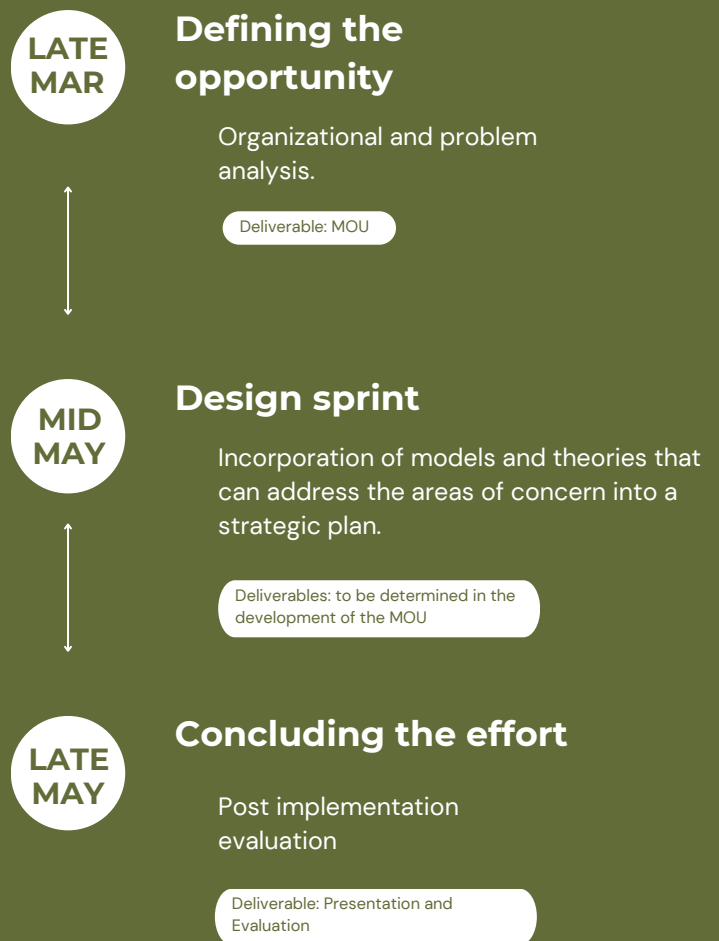 LATE
MAR
Defining the
opportunity
Organizational and problem
analysis.
Deliverable: MOU
MID
MAY
Design sprint
Incorporation of models and theories that
can address the areas of concern into a
strategic plan.
Deliverables: to be determined in the
development of the MOU
LATE
MAY
Concluding the effort
Post implementation
evaluation
Deliverable: Presentation and
Evaluation